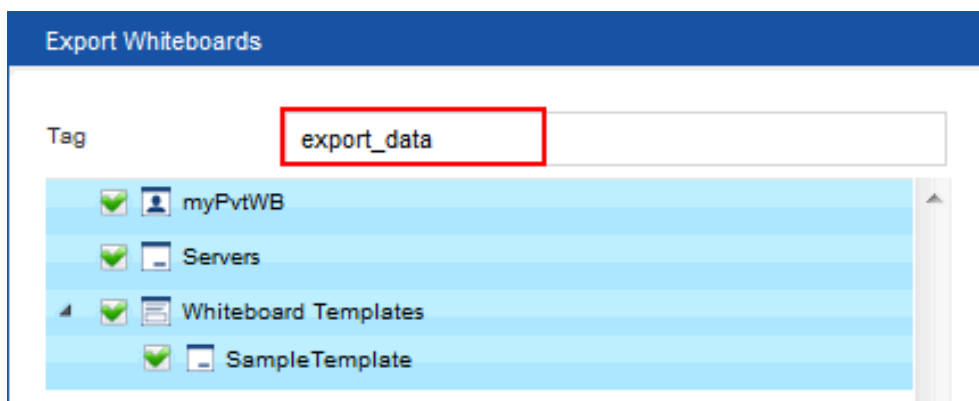 Export Whiteboards
Tag export_data
myPvtWB
Servers
Whiteboard Templates
SampleTemplate